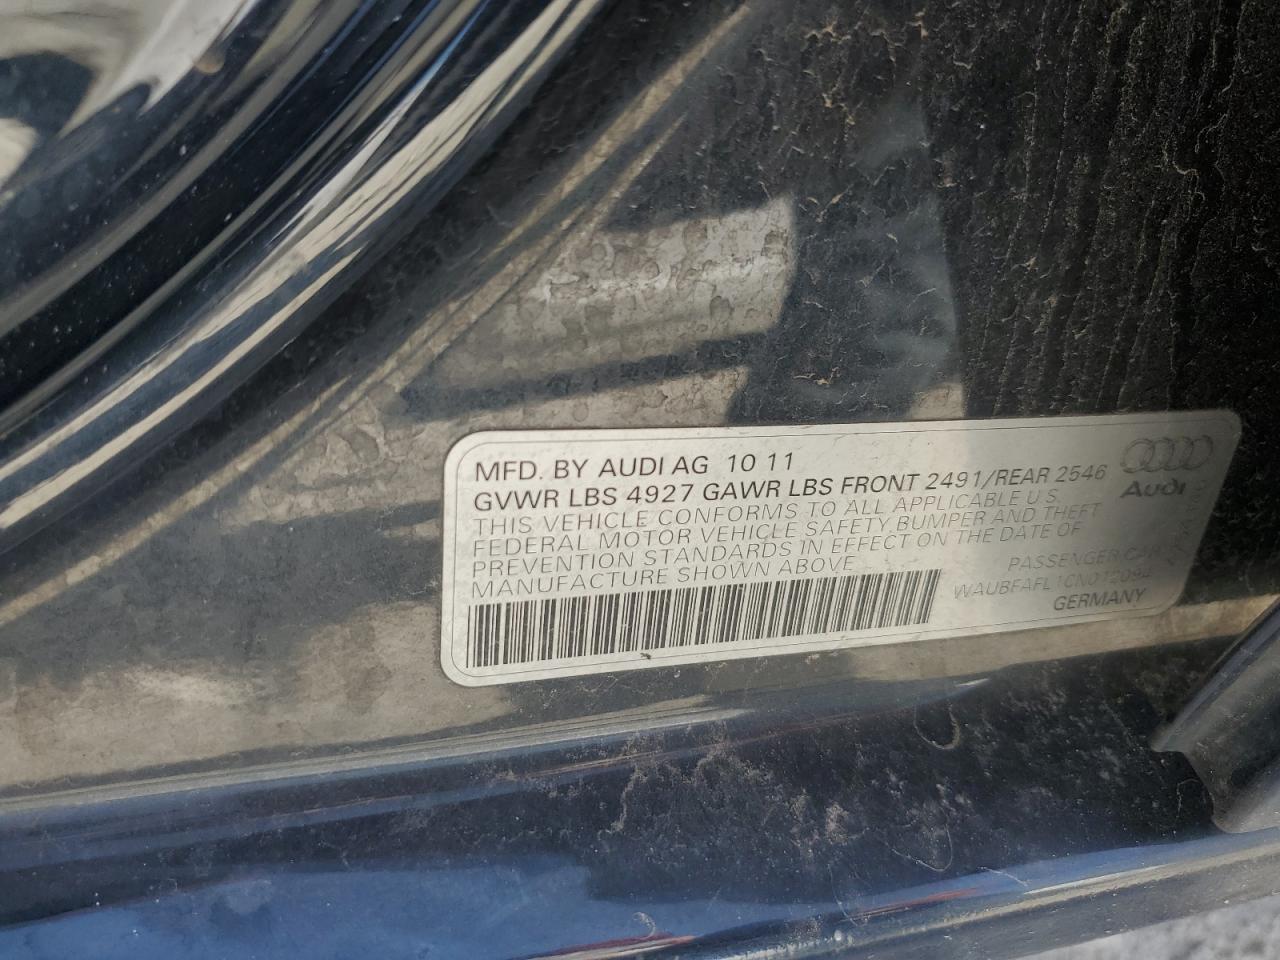 MFD. BY AUDI AG 10 11
GVWR LBS 4927 GAWR LBS FRONT 2491/REAR 2546
THIS VEHICLE CONFORMS TO ALL APPLICABLE U.S.
FEDERAL MOTOR VEHICLE SAFETY, BUMPER AND THEFT
PREVENTION STANDARDS IN EFFECT ON THE DATE OF
MANUFACTURE SHOWN ABOVE
Audi
PASSENGER CAR
GERMANY